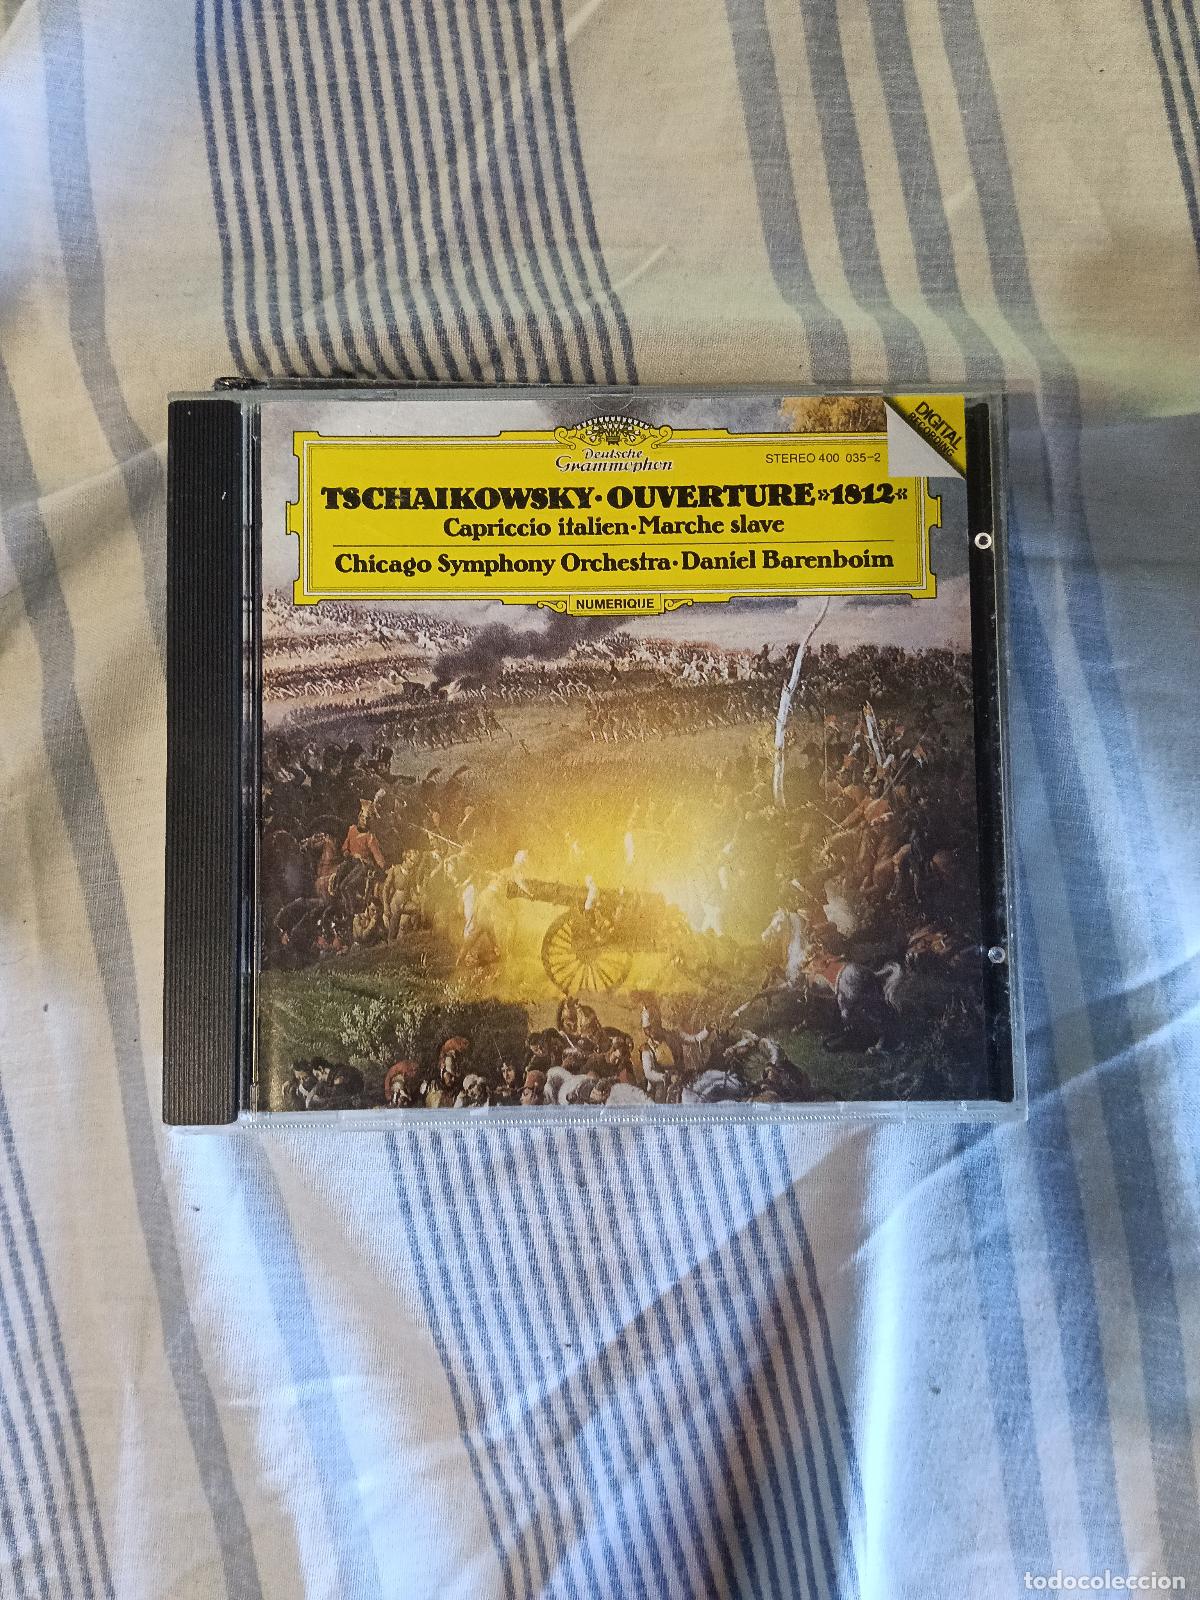 DIGITAL
RECORDING
Deutsche
Grammophon
STEREO 400 035-2
TSCHAIKOWSKY · OUVERTURE »1812«
Capriccio italien · Marche slave
Chicago Symphony Orchestra · Daniel Barenboim
NUMERIQUE
todocoleccion